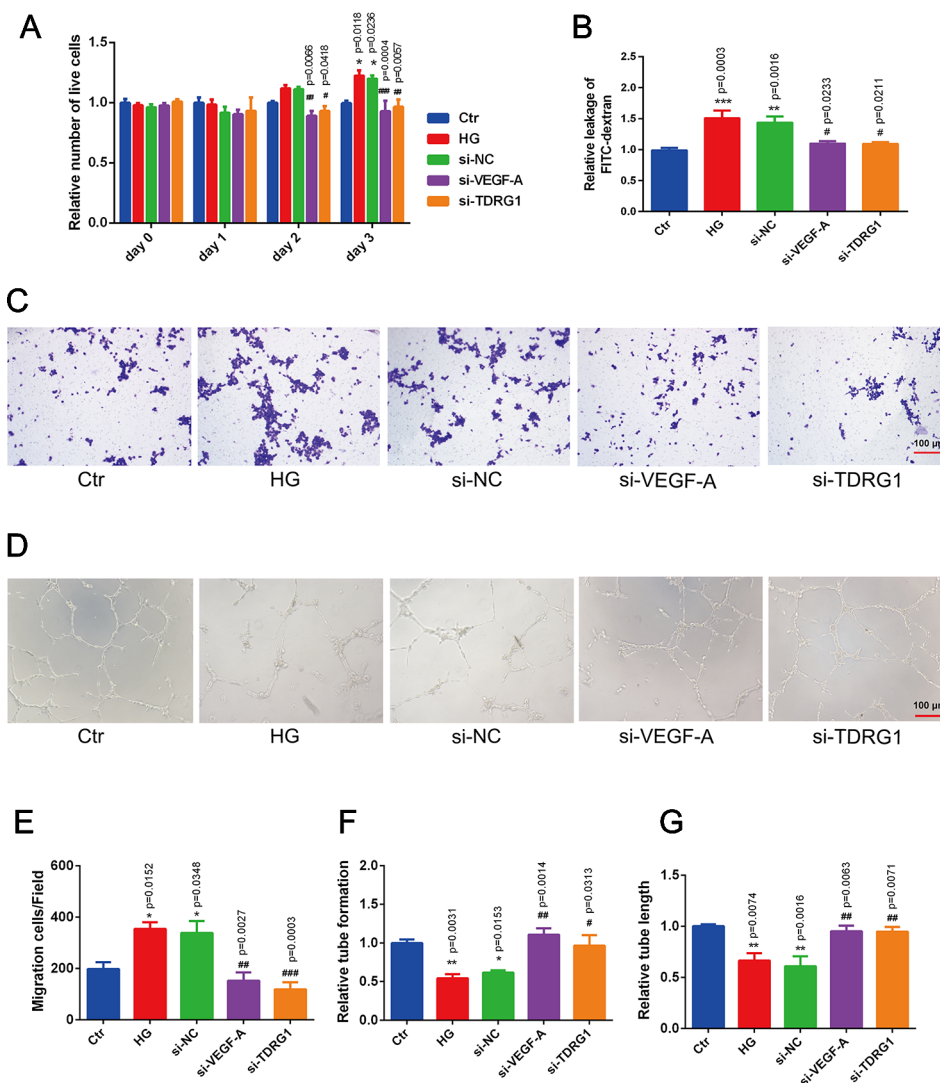 A
Relative number of live cells
1.5
1.0
0.5
0.0
## p=0.0066
# p=0.0418
* p=0.0118
* p=0.0236
### p=0.0004
## p=0.0057
day 0
day 1
day 2
day 3
Ctr
HG
si-NC
si-VEGF-A
si-TDRG1
B
Relative leakage of
FITC-dextran
2.5
2.0
1.5
1.0
0.5
0.0
*** p=0.0003
** p=0.0016
# p=0.0233
# p=0.0211
Ctr
HG
si-NC
si-VEGF-A
si-TDRG1
C
100 μm
Ctr
HG
si-NC
si-VEGF-A
si-TDRG1
D
100 μm
Ctr
HG
si-NC
si-VEGF-A
si-TDRG1
E
Migration cells/Field
600
400
200
0
* p=0.0152
* p=0.0348
## p=0.0027
### p=0.0003
Ctr
HG
si-NC
si-VEGF-A
si-TDRG1
F
Relative tube formation
2.0
1.5
1.0
0.5
0.0
** p=0.0031
* p=0.0153
## p=0.0014
# p=0.0313
Ctr
HG
si-NC
si-VEGF-A
si-TDRG1
G
Relative tube length
1.5
1.0
0.5
0.0
** p=0.0074
** p=0.0016
## p=0.0063
## p=0.0071
Ctr
HG
si-NC
si-VEGF-A
si-TDRG1